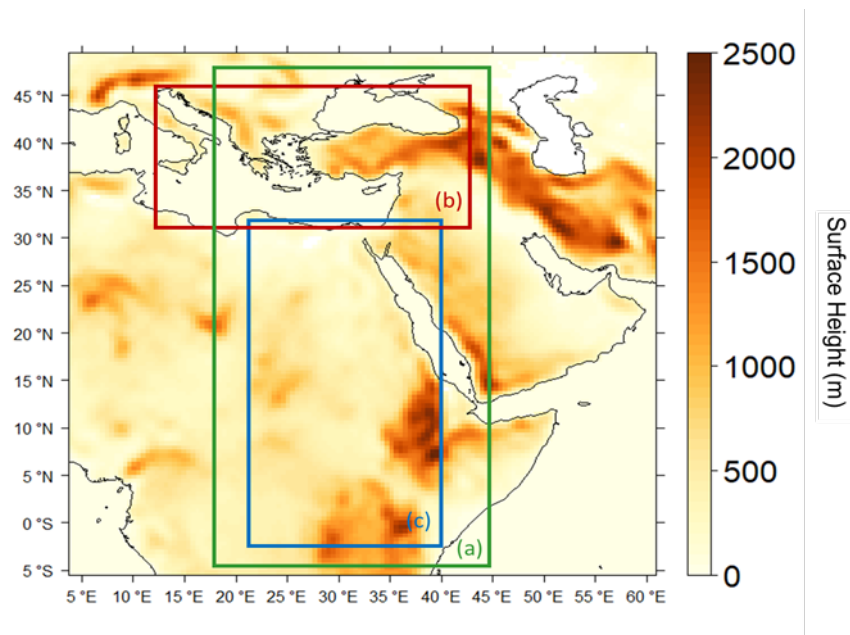 2500
2000
1500
1000
500
0
Surface Height (m)
45 °N
40 °N
35 °N
30 °N
25 °N
20 °N
15 °N
10 °N
5 °N
0 °S
5 °S
5 °E 10 °E 15 °E 20 °E 25 °E 30 °E 35 °E 40 °E 45 °E 50 °E 55 °E 60 °E
(b)
(c)
(a)